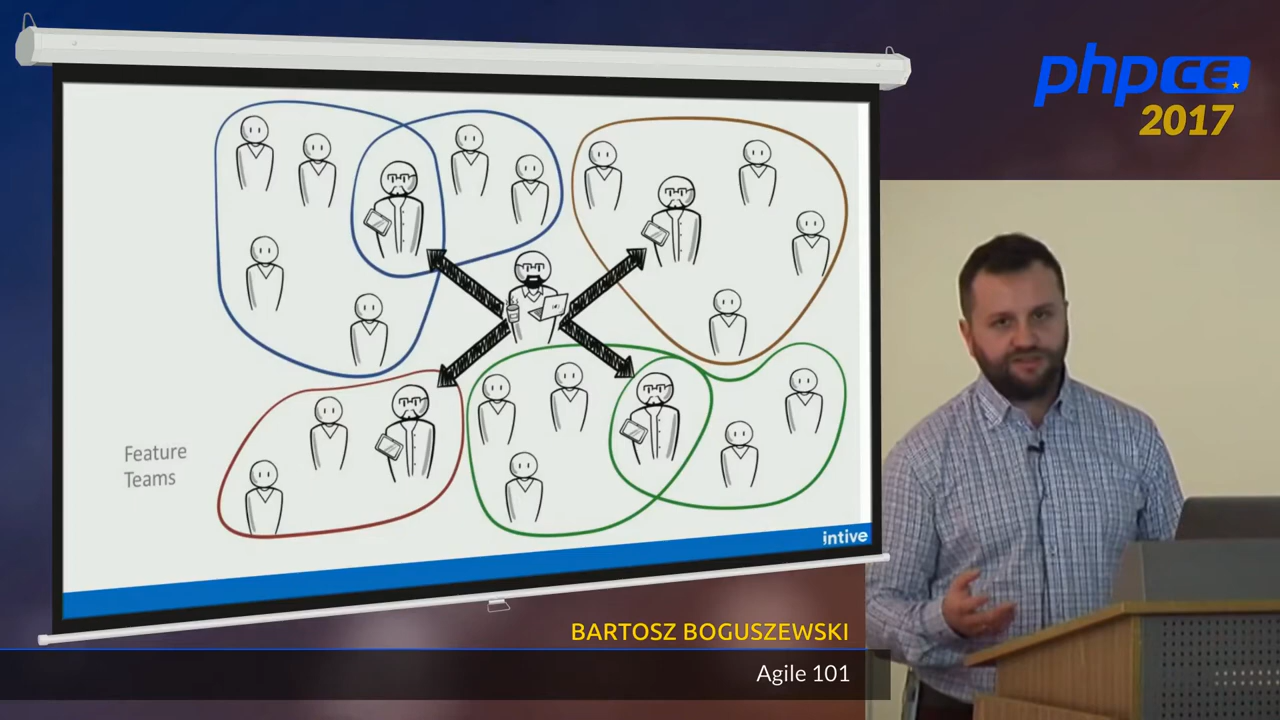 phpCE
2017
Feature
Teams
intive
BARTOSZ BOGUSZEWSKI
Agile 101